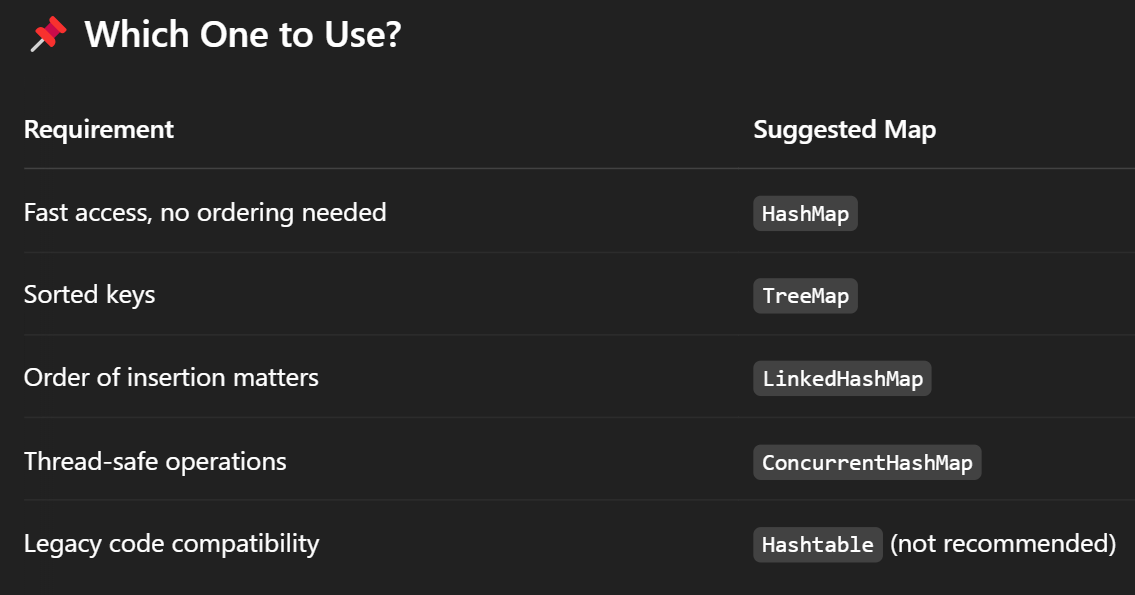 📌 Which One to Use?
Requirement Suggested Map
Fast access, no ordering needed HashMap
Sorted keys TreeMap
Order of insertion matters LinkedHashMap
Thread-safe operations ConcurrentHashMap
Legacy code compatibility Hashtable (not recommended)